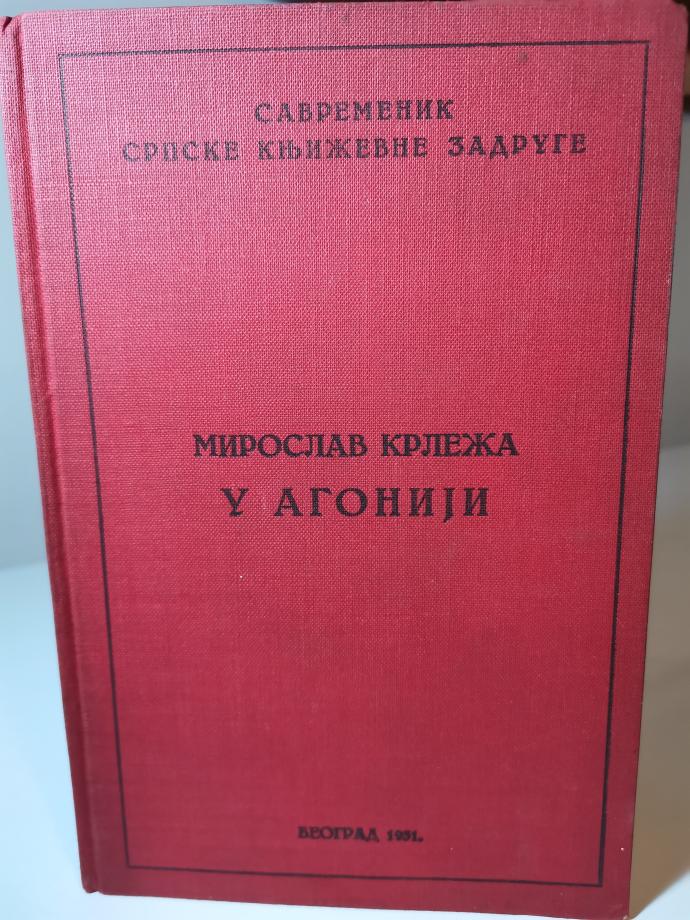 САВРЕМЕНИК
СРПСКЕ КЊИЖЕВНЕ ЗАДРУГЕ
МИРОСЛАВ КРЛЕЖА
У АГОНИЈИ
БЕОГРАД 1931.